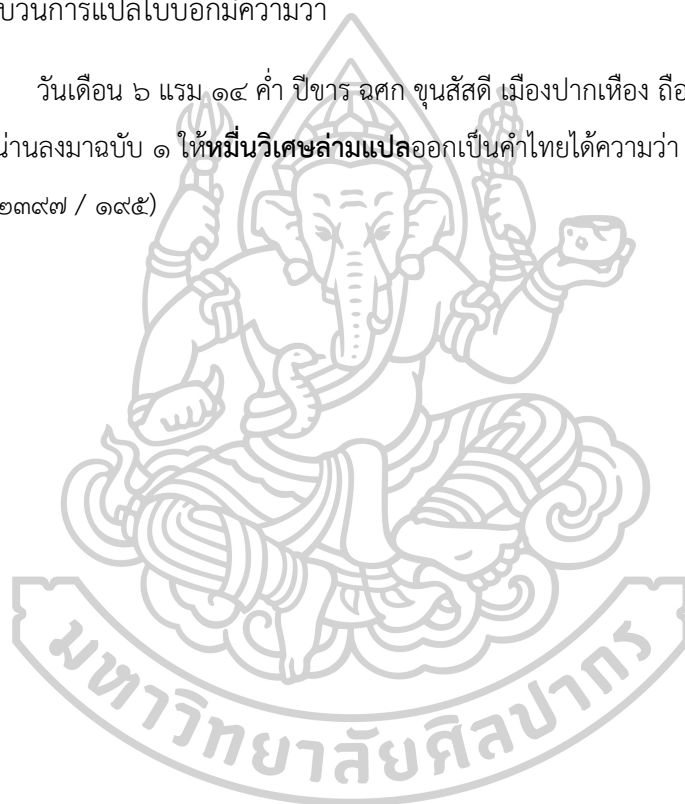 บวนการแปลใบบอกมีความว่า
วันเดือน ๖ แรม ๑๔ ค่ำ ปีขาร ฉศก ขุนสัสดี เมืองปากเหือง ถือ
น่านลงมาฉบับ ๑ ให้หมื่นวิเศษล่ามแปลออกเป็นคำไทยได้ความว่า
๒๓๙๗ / ๑๙๕)
มหาวิทยาลัยศิลปากร